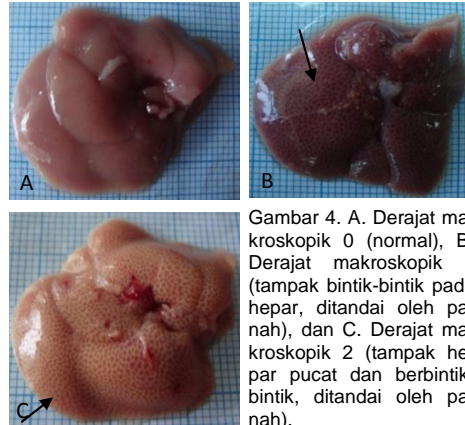 A
B
C
Gambar 4. A. Derajat ma
kroskopik 0 (normal), B
Derajat makroskopik
(tampak bintik-bintik pad
hepar, ditandai oleh pa
nah), dan C. Derajat ma
kroskopik 2 (tampak he
par pucat dan berbintik
bintik, ditandai oleh pa
nah).